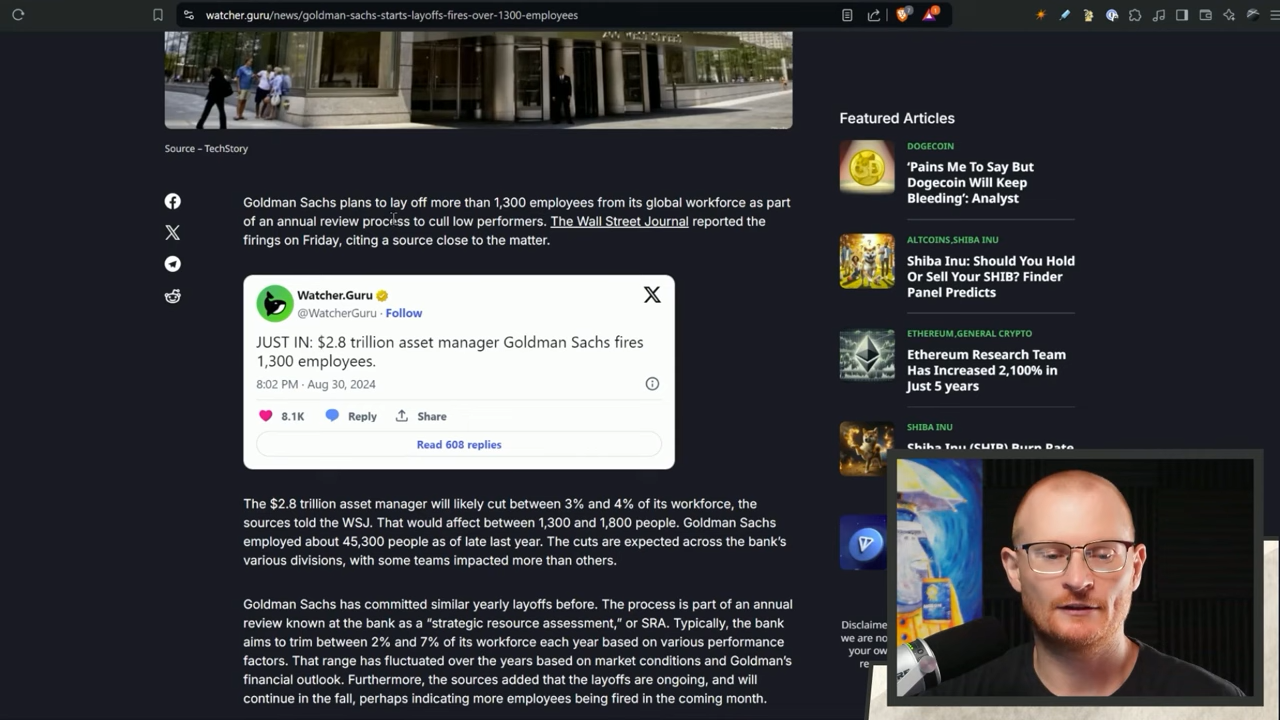 watcher.guru/news/goldman-sachs-starts-layoffs-fires-over-1300-employees
Source – TechStory
Goldman Sachs plans to lay off more than 1,300 employees from its global workforce as part
of an annual review process to cull low performers. The Wall Street Journal reported the
firings on Friday, citing a source close to the matter.
Watcher.Guru
@WatcherGuru · Follow
JUST IN: $2.8 trillion asset manager Goldman Sachs fires
1,300 employees.
8:02 PM · Aug 30, 2024
8.1K Reply Share
Read 608 replies
The $2.8 trillion asset manager will likely cut between 3% and 4% of its workforce, the
sources told the WSJ. That would affect between 1,300 and 1,800 people. Goldman Sachs
employed about 45,300 people as of late last year. The cuts are expected across the bank’s
various divisions, with some teams impacted more than others.
Goldman Sachs has committed similar yearly layoffs before. The process is part of an annual
review known at the bank as a “strategic resource assessment,” or SRA. Typically, the bank
aims to trim between 2% and 7% of its workforce each year based on various performance
factors. That range has fluctuated over the years based on market conditions and Goldman’s
financial outlook. Furthermore, the sources added that the layoffs are ongoing, and will
continue in the fall, perhaps indicating more employees being fired in the coming month.
Featured Articles
DOGECOIN
‘Pains Me To Say But
Dogecoin Will Keep
Bleeding’: Analyst
ALTCOINS,SHIBA INU
Shiba Inu: Should You Hold
Or Sell Your SHIB? Finder
Panel Predicts
ETHEREUM,GENERAL CRYPTO
Ethereum Research Team
Has Increased 2,100% in
Just 5 years
SHIBA INU
Shiba Inu (SHIB) Burn Rate
Disclaime
we are no
your ow
re